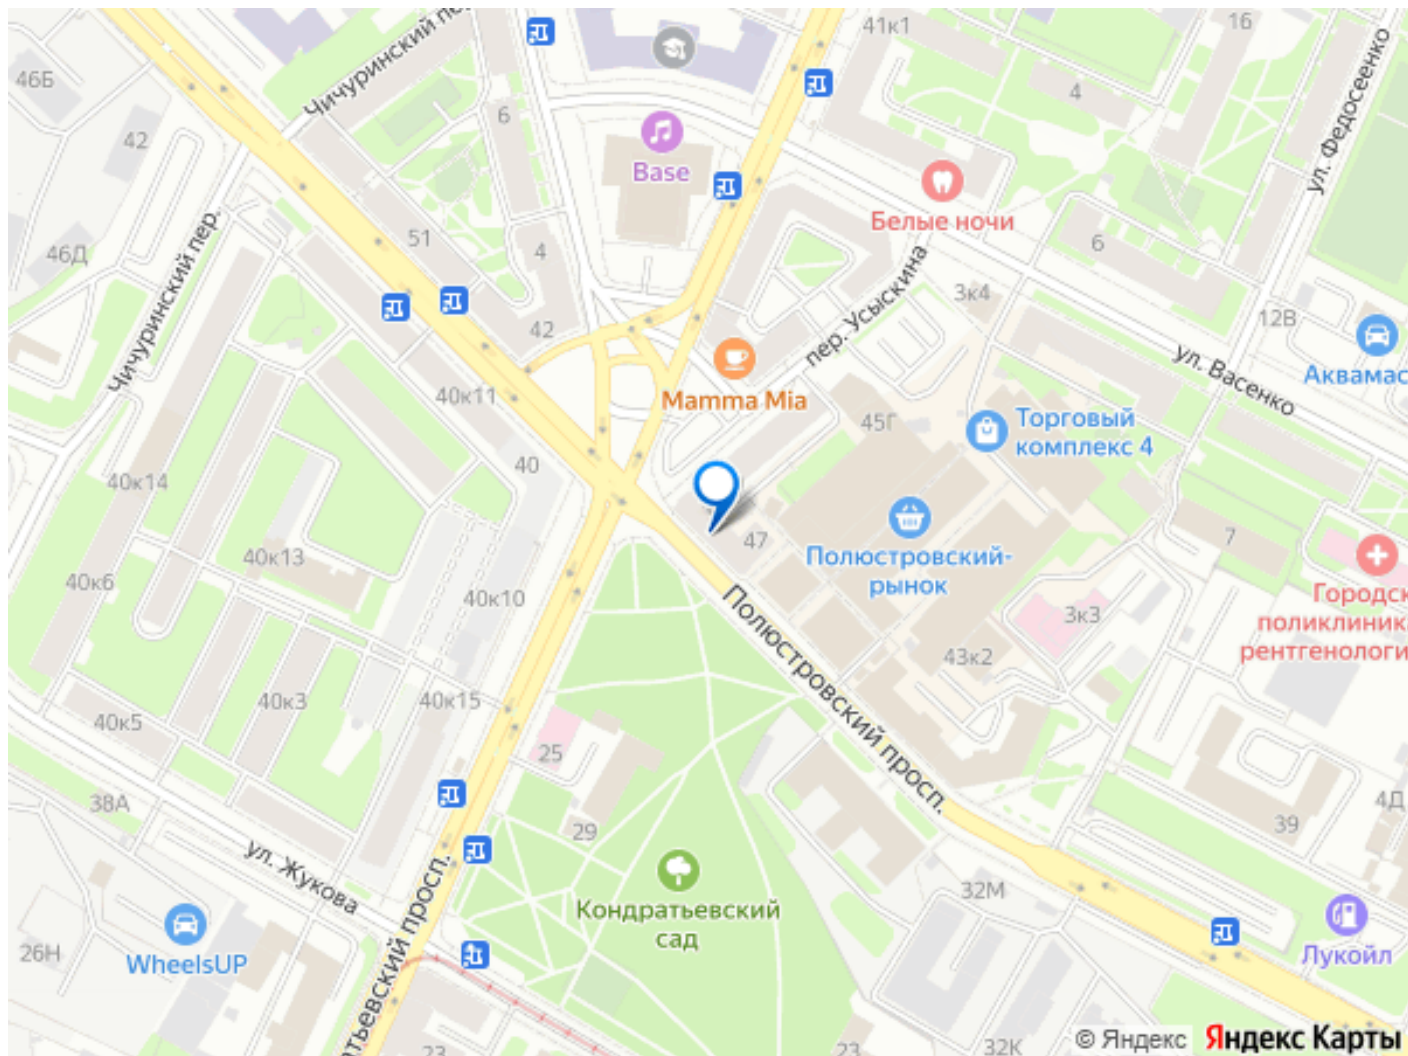 Чичуринский пер.
41к1
16
46Б
42
6
4
ул. Федосеенко
Base
Белые ночи
51
46Д
4
6
Чичуринский пер.
пер. Усыскина
3к4
12В
42
ул. Васенко
Аквамас
Mamma Mia
40к11
45Г
Торговый
комплекс 4
40
40к14
47
7
40к13
Полюстровский-
рынок
40к6
40к10
Городск
поликлиник
рентгенологи
3к3
43к2
Полюстровский просп.
40к3
40к15
40к5
25
38А
29
4Д
39
ул. Жукова
32М
Кондратьевский
сад
26Н
WheelsUP
атьевский просп.
Лукойл
23
23
32К
© Яндекс
Яндекс Карты